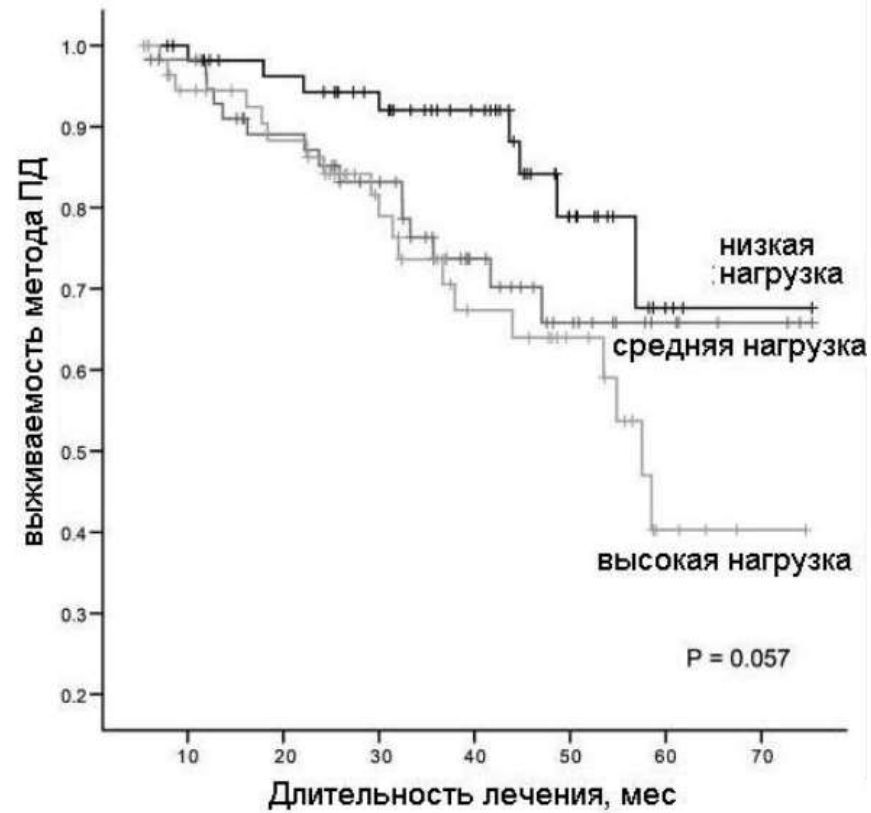 выживаемость метода ПД
1.0
0.9
0.8
0.7
0.6
0.5
0.4
0.3
0.2
низкая
нагрузка
средняя нагрузка
высокая нагрузка
P = 0.057
10 20 30 40 50 60 70
Длительность лечения, мес